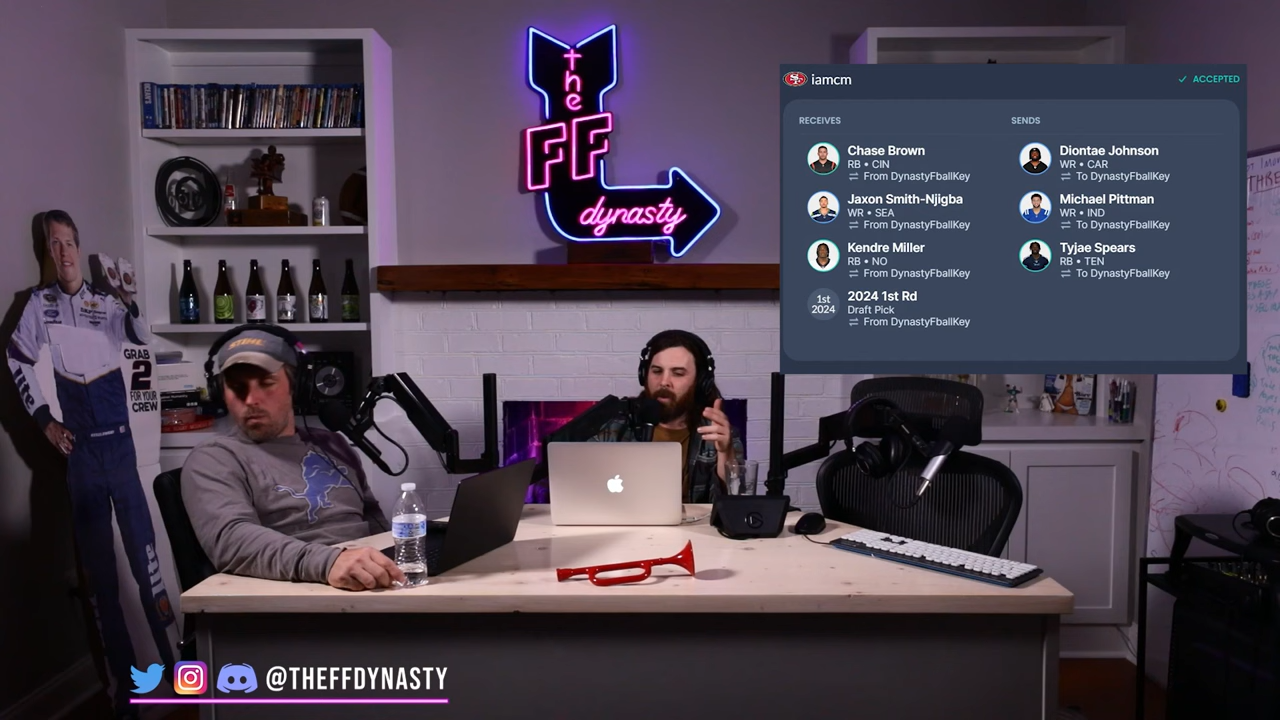 the
FF
dynasty
iamcm
✓ ACCEPTED
RECEIVES
SENDS
Chase Brown
RB • CIN
From DynastyFballKey
Diontae Johnson
WR • CAR
To DynastyFballKey
Jaxon Smith-Njigba
WR • SEA
From DynastyFballKey
Michael Pittman
WR • IND
To DynastyFballKey
Kendre Miller
RB • NO
From DynastyFballKey
Tyjae Spears
RB • TEN
To DynastyFballKey
1st
2024
2024 1st Rd
Draft Pick
From DynastyFballKey
GRAB
2
FOR YOUR
CREW
lite
STIHL
@THEFFDYNASTY